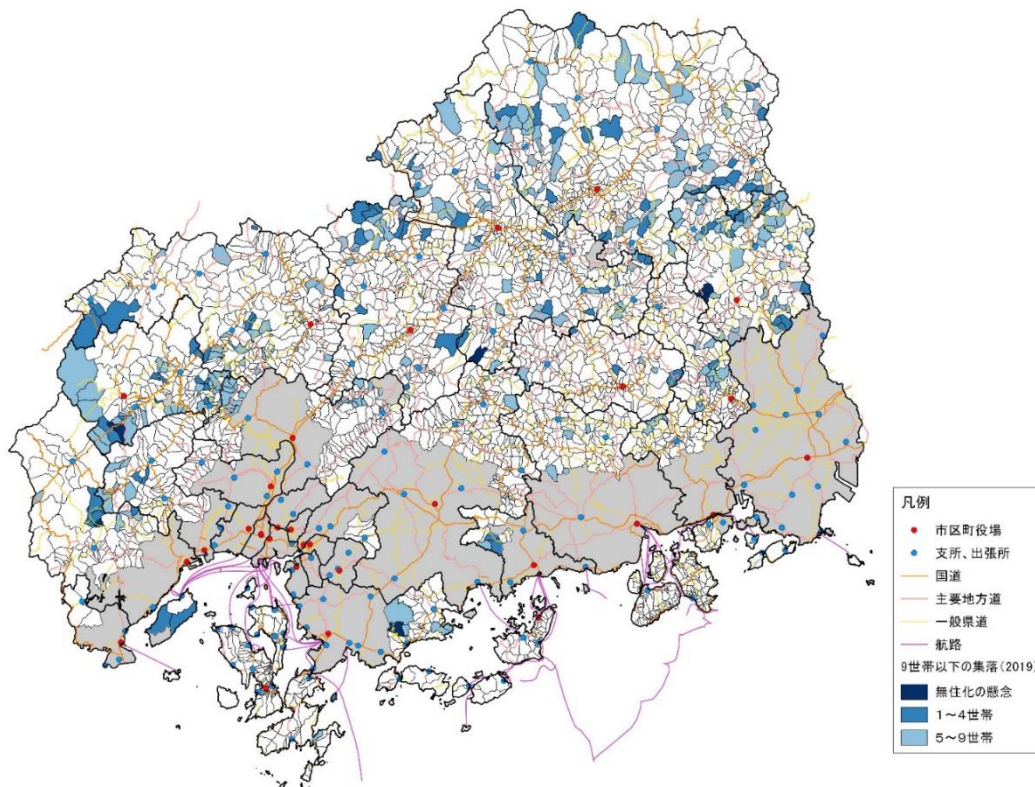 凡例
市区町役場
支所、出張所
国道
主要地方道
一般県道
航路
9世帯以下の集落(2019)
無住化の懸念
1～4世帯
5～9世帯